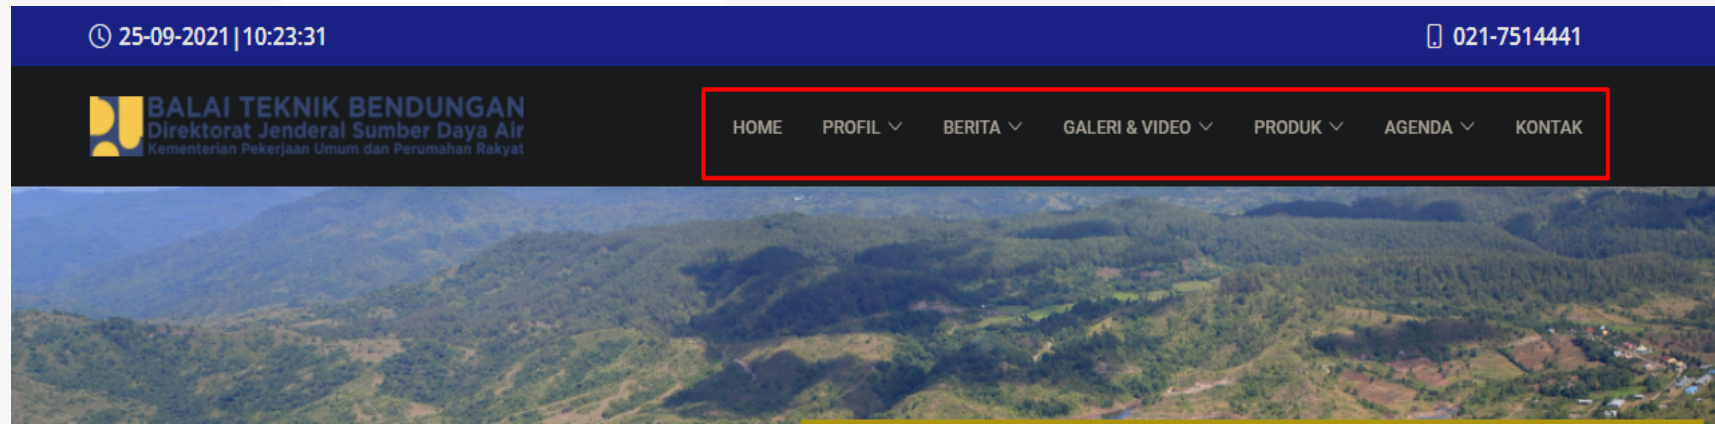 25-09-2021|10:23:31
021-7514441
BALAI TEKNIK BENDUNGAN
Direktorat Jenderal Sumber Daya Air
Kementerian Pekerjaan Umum dan Perumahan Rakyat
HOME PROFIL BERITA GALERI & VIDEO PRODUK AGENDA KONTAK